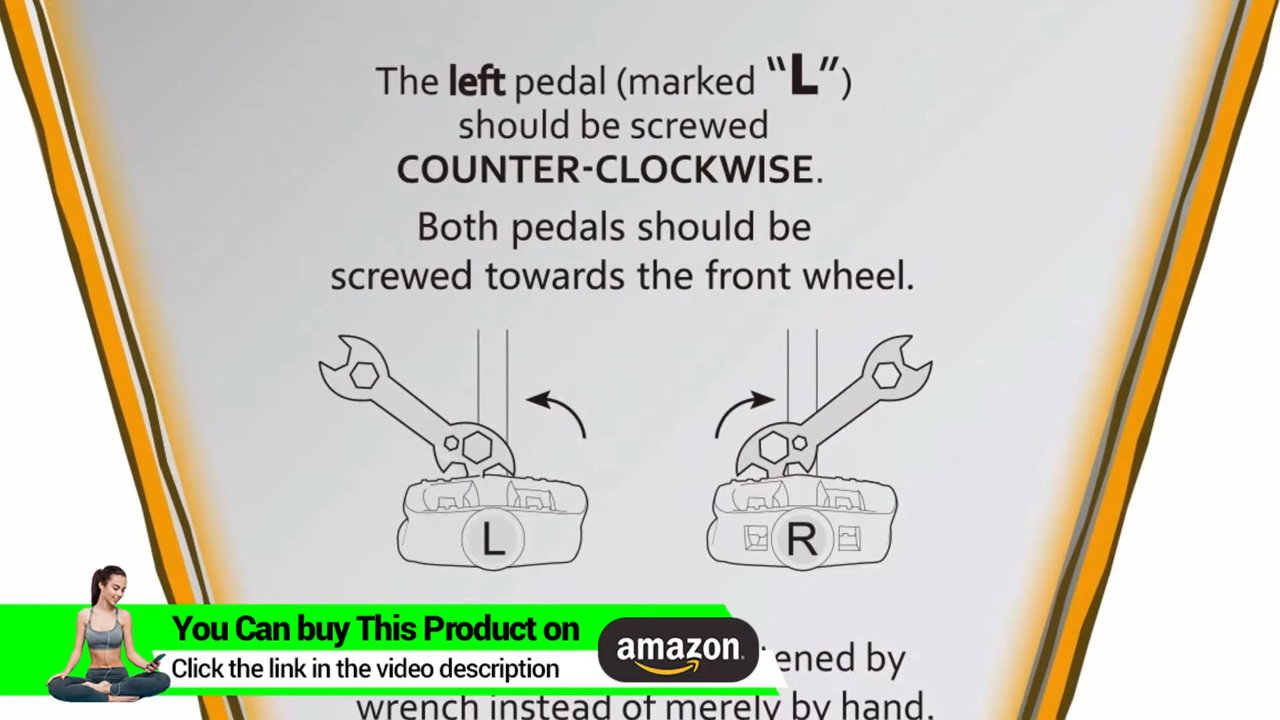 The left pedal (marked “L”)
should be screwed
COUNTER-CLOCKWISE.
Both pedals should be
screwed towards the front wheel.
L
R
You Can buy This Product on
Click the link in the video description
amazon
ened by
wrench instead of merely by hand.